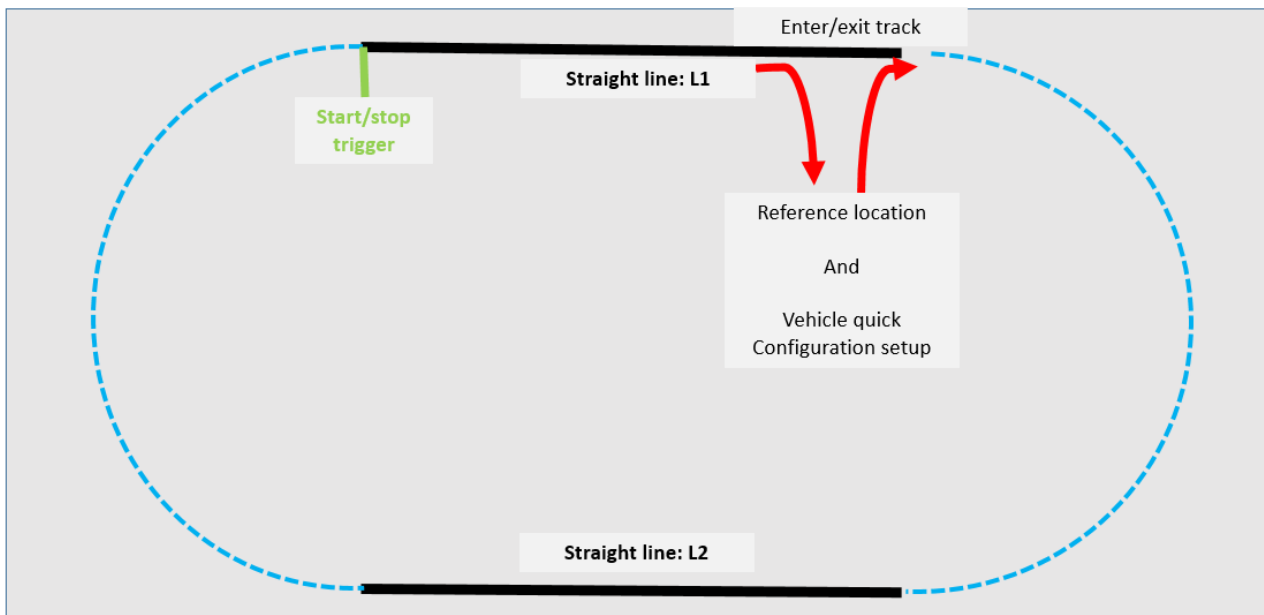 Enter/exit track
Straight line: L1
Start/stop
trigger
Reference location
And
Vehicle quick
Configuration setup
Straight line: L2